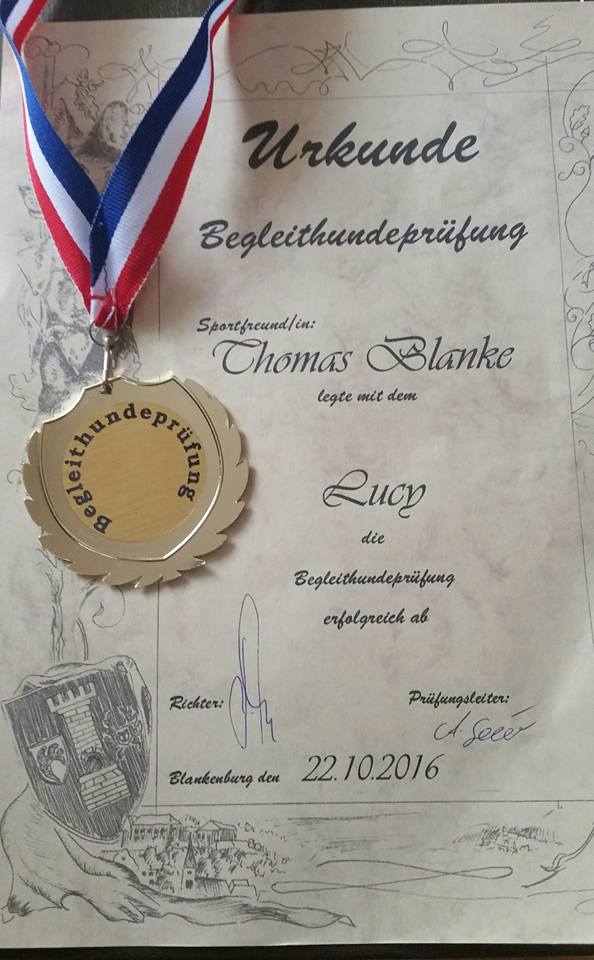 Urkunde
Begleithundeprüfung
Sportfreund/in:
Thomas Blanke
legte mit dem
Lucy
die
Begleithundeprüfung
erfolgreich ab
Richter:
Prüfungsleiter:
Blankenburg den 22.10.2016
Begleithundeprüfung